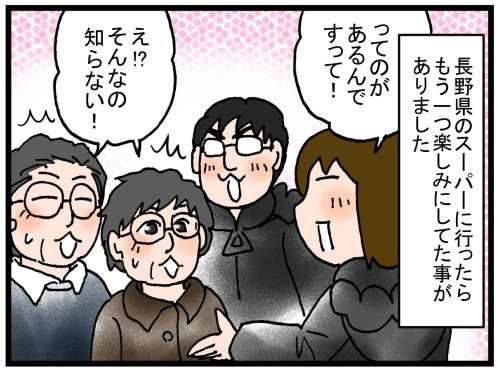 長野県のスーパーに行ったら
もう一つ楽しみにしてた事が
ありました
ってのが
あるんで
すって！
え!?
そんなの
知らない！